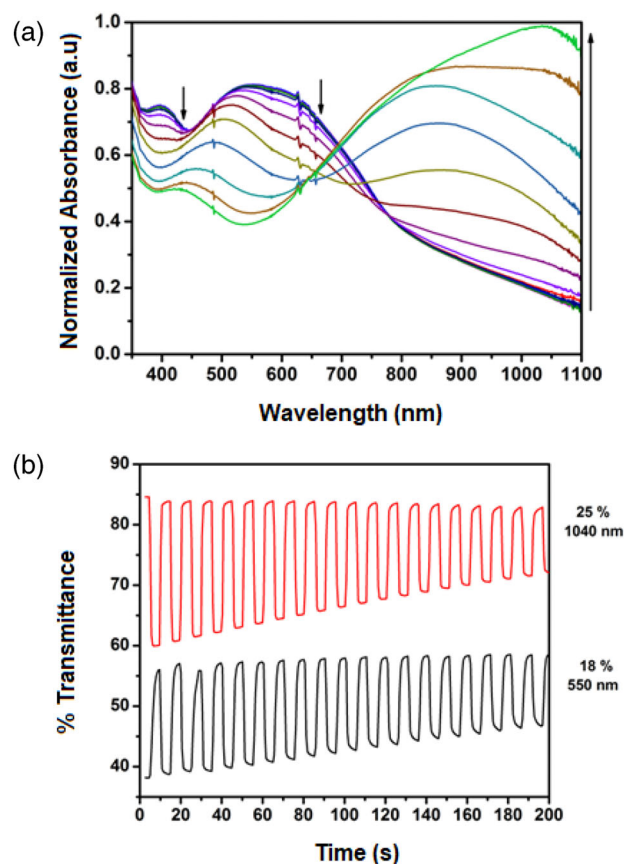 (a)
Normalized Absorbance (a.u)
1.0
0.8
0.6
0.4
0.2
0.0
400 500 600 700 800 900 1000 1100
Wavelength (nm)
(b)
% Transmittance
90
80
70
60
50
40
25 %
1040 nm
18 %
550 nm
0 20 40 60 80 100 120 140 160 180 200
Time (s)